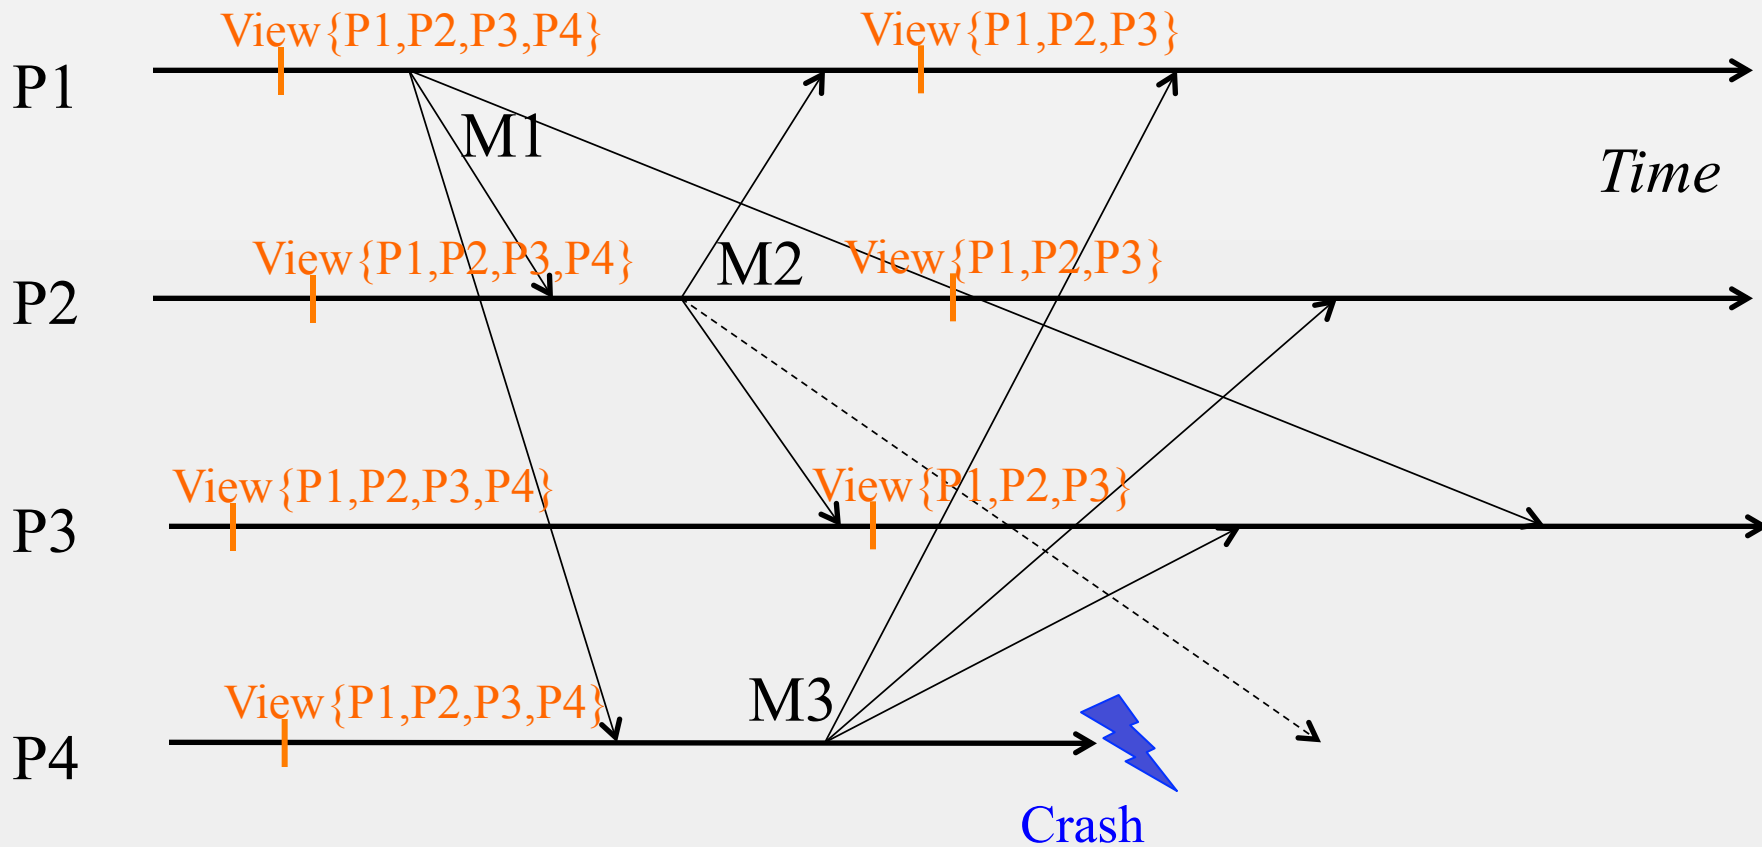 View{P1,P2,P3,P4}
View{P1,P2,P3}
P1
M1
Time
View{P1,P2,P3,P4}
M2
View{P1,P2,P3}
P2
View{P1,P2,P3,P4}
View{P1,P2,P3}
P3
View{P1,P2,P3,P4}
M3
P4
Crash